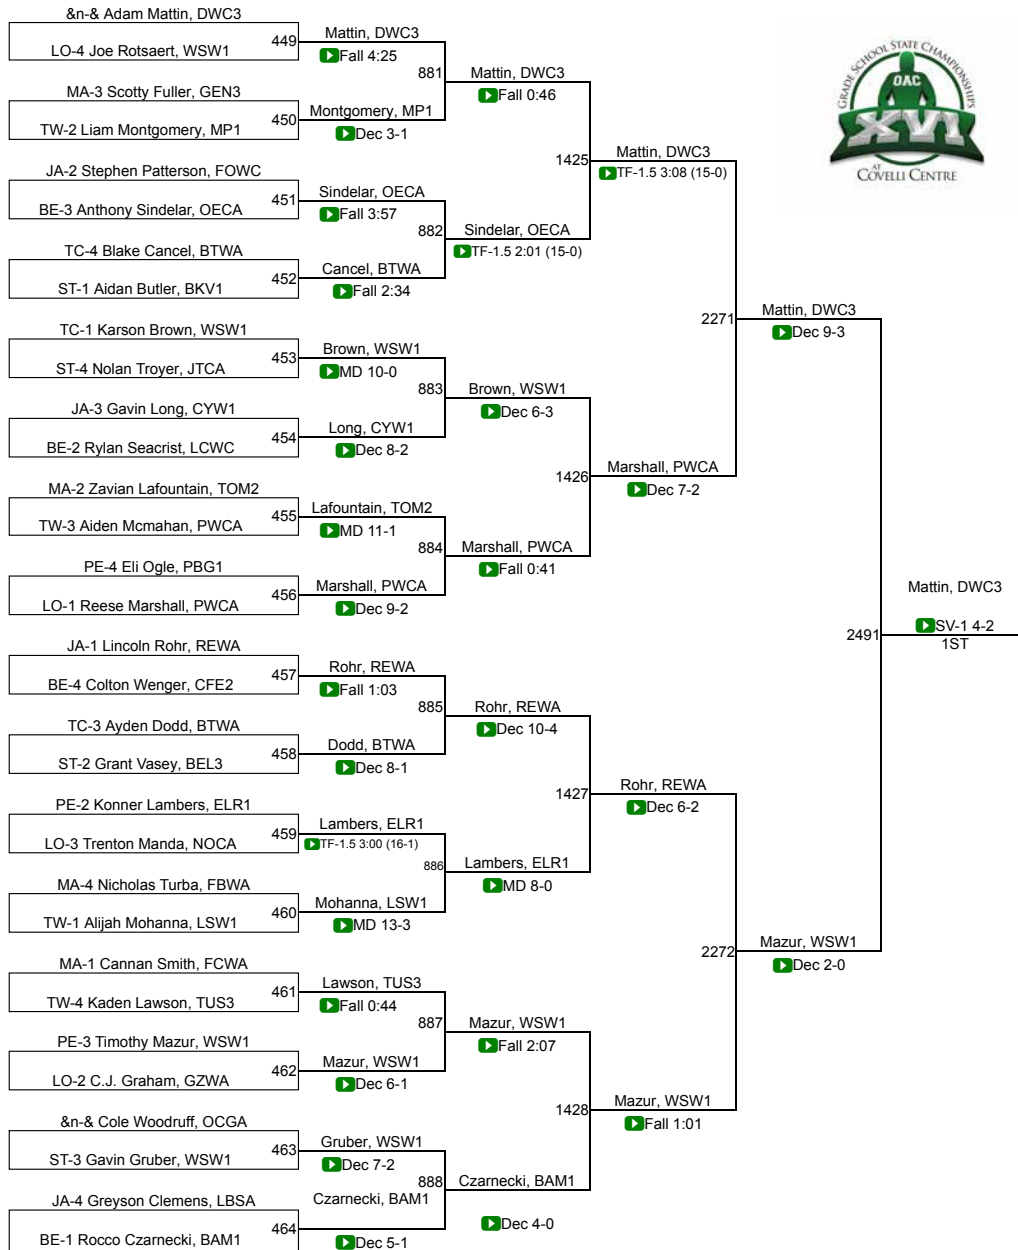 &n-& Adam Mattin, DWC3
449
LO-4 Joe Rotsaert, WSW1
Mattin, DWC3
Fall 4:25
881
MA-3 Scotty Fuller, GEN3
450
TW-2 Liam Montgomery, MP1
Montgomery, MP1
Dec 3-1
Mattin, DWC3
Fall 0:46
1425
JA-2 Stephen Patterson, FOWC
451
BE-3 Anthony Sindelar, OECA
Sindelar, OECA
Fall 3:57
882
TC-4 Blake Cancel, BTWA
452
ST-1 Aidan Butler, BKV1
Cancel, BTWA
Fall 2:34
Sindelar, OECA
TF-1.5 2:01 (15-0)
Mattin, DWC3
TF-1.5 3:08 (15-0)
2271
TC-1 Karson Brown, WSW1
453
ST-4 Nolan Troyer, JTCA
Brown, WSW1
MD 10-0
883
JA-3 Gavin Long, CYW1
454
BE-2 Rylan Seacrist, LCWC
Long, CYW1
Dec 8-2
Brown, WSW1
Dec 6-3
1426
MA-2 Zavian Lafountain, TOM2
455
TW-3 Aiden Mcmahan, PWCA
Lafountain, TOM2
MD 11-1
884
PE-4 Eli Ogle, PBG1
456
LO-1 Reese Marshall, PWCA
Marshall, PWCA
Dec 9-2
Marshall, PWCA
Fall 0:41
Marshall, PWCA
Dec 7-2
Mattin, DWC3
Dec 9-3
2491
JA-1 Lincoln Rohr, REWA
457
BE-4 Colton Wenger, CFE2
Rohr, REWA
Fall 1:03
885
TC-3 Ayden Dodd, BTWA
458
ST-2 Grant Vasey, BEL3
Dodd, BTWA
Dec 8-1
Rohr, REWA
Dec 10-4
1427
PE-2 Konner Lambers, ELR1
459
LO-3 Trenton Manda, NOCA
Lambers, ELR1
TF-1.5 3:00 (16-1)
886
MA-4 Nicholas Turba, FBWA
460
TW-1 Alijah Mohanna, LSW1
Mohanna, LSW1
MD 13-3
Lambers, ELR1
MD 8-0
Rohr, REWA
Dec 6-2
2272
MA-1 Cannan Smith, FCWA
461
TW-4 Kaden Lawson, TUS3
Lawson, TUS3
Fall 0:44
887
PE-3 Timothy Mazur, WSW1
462
LO-2 C.J. Graham, GZWA
Mazur, WSW1
Dec 6-1
Mazur, WSW1
Fall 2:07
1428
&n-& Cole Woodruff, OCGA
463
ST-3 Gavin Gruber, WSW1
Gruber, WSW1
Dec 7-2
888
JA-4 Greyson Clemens, LBSA
464
BE-1 Rocco Czarnecki, BAM1
Czarnecki, BAM1
Dec 5-1
Czarnecki, BAM1
Dec 4-0
Mazur, WSW1
Fall 1:01
Mazur, WSW1
Dec 2-0
Mattin, DWC3
SV-1 4-2
1ST
GRADE SCHOOL STATE CHAMPIONSHIPS
OAC
XVI
AT
COVELLI CENTRE